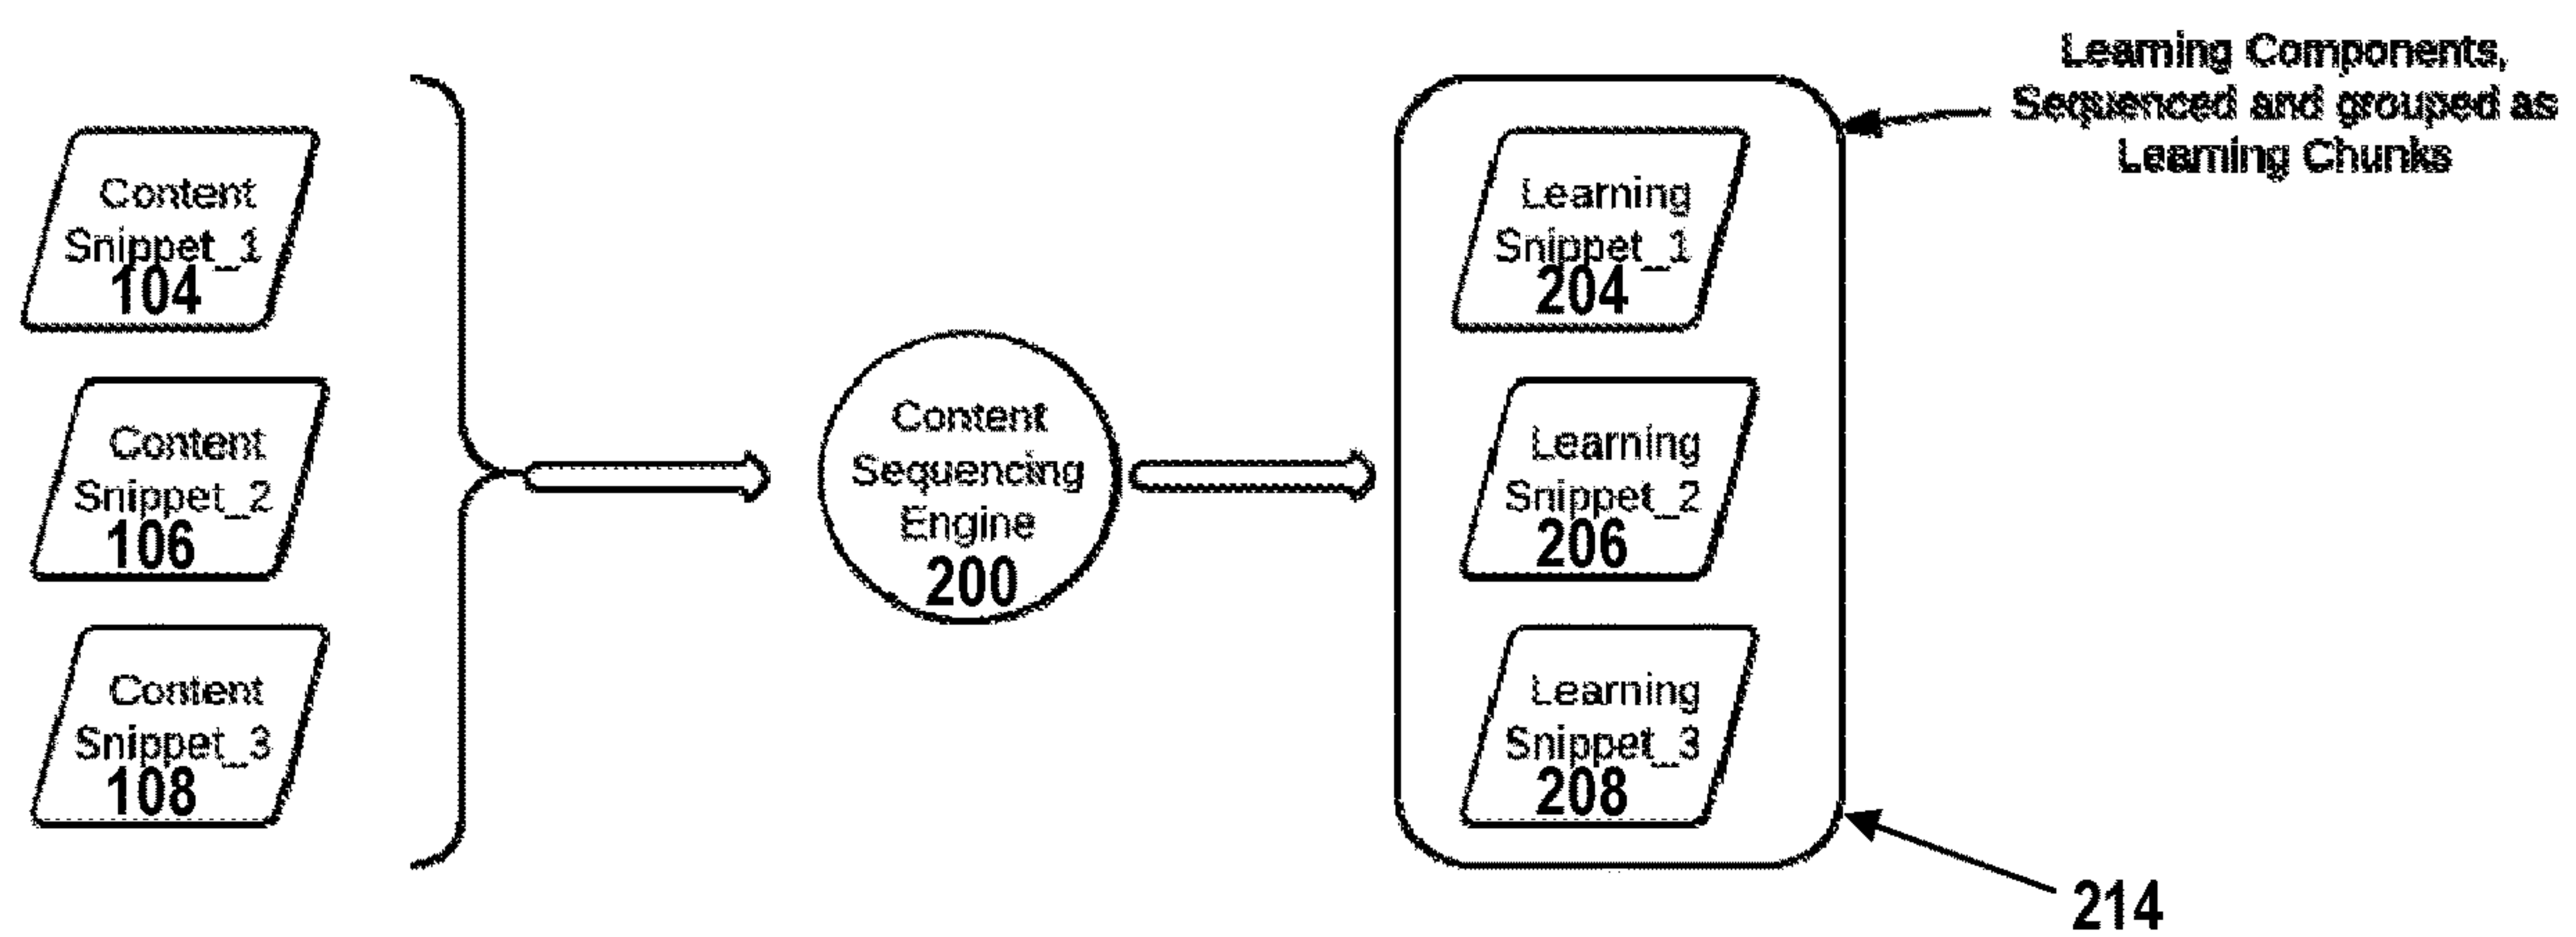 Content
Snippet_1
104
Content
Snippet_2
106
Content
Snippet_3
108
Content
Sequencing
Engine
200
Learning
Snippet_1
204
Learning
Snippet_2
206
Learning
Snippet_3
208
Learning Components,
Sequenced and grouped as
Learning Chunks
214